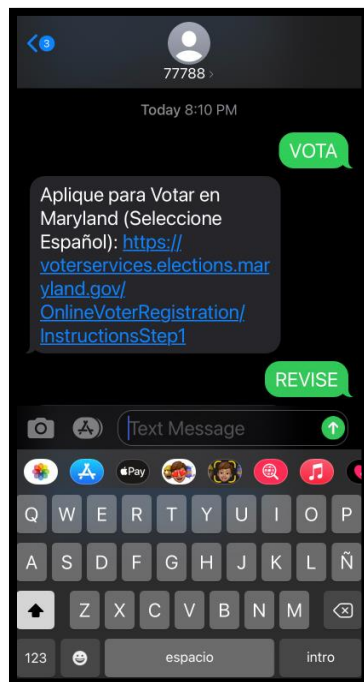 3
77788 >
Today 8:10 PM
VOTA
Aplique para Votar en
Maryland (Seleccione
Español): https://
voterservices.elections.mar
yland.gov/
OnlineVoterRegistration/
InstructionsStep1
REVISE
Text Message
Pay
Q W E R T Y U I O P
A S D F G H J K L Ñ
Z X C V B N M
123 espacio intro